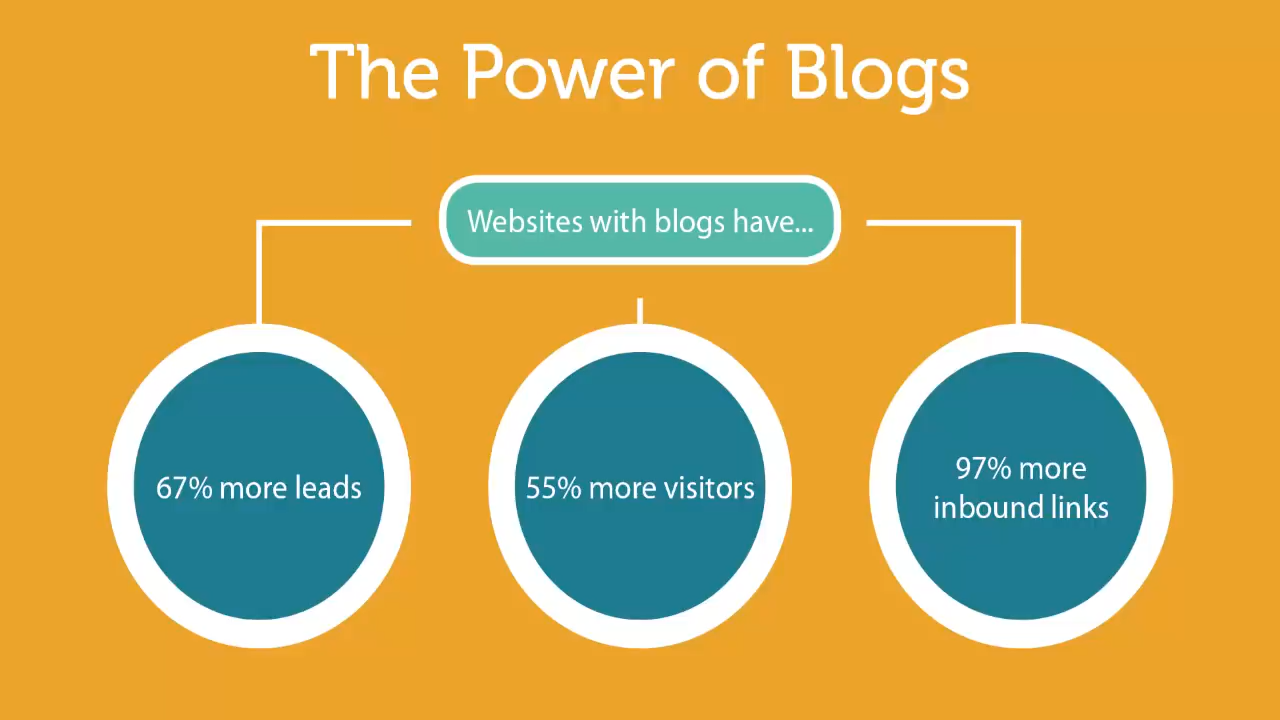 The Power of Blogs
Websites with blogs have...
67% more leads
55% more visitors
97% more
inbound links